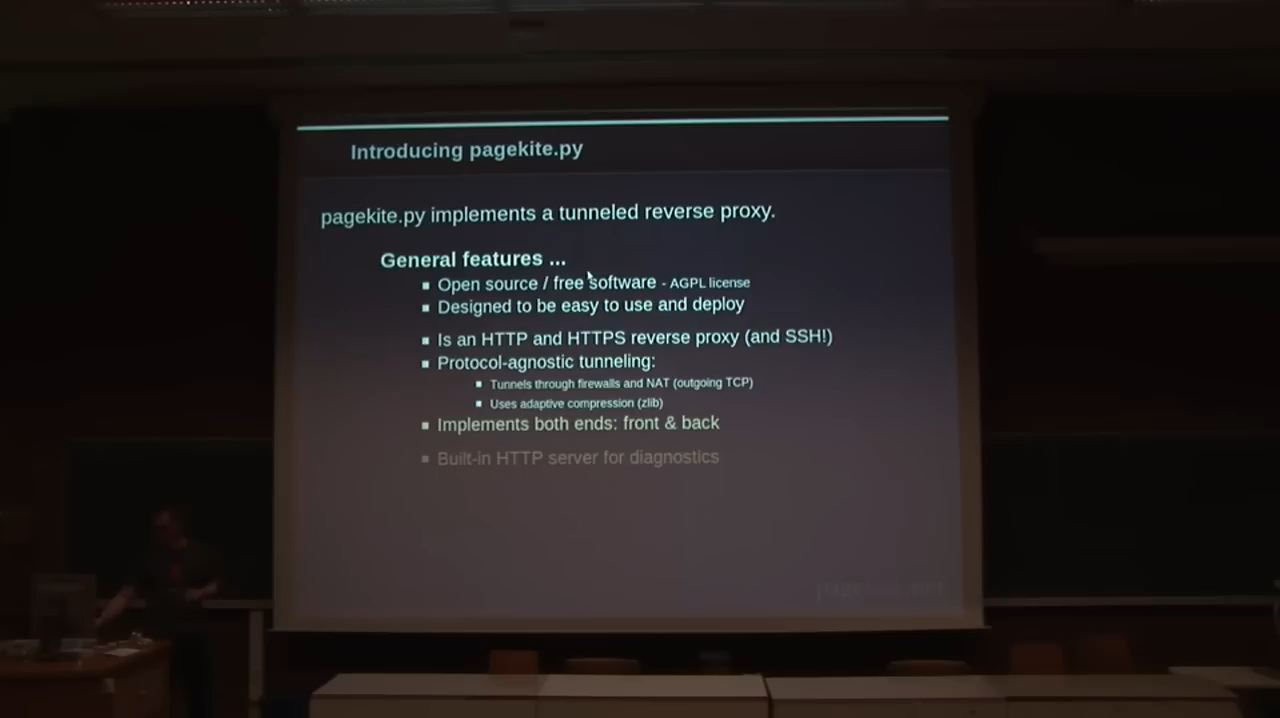 Introducing pagekite.py
pagekite.py implements a tunneled reverse proxy.
General features ...
Open source / free software - AGPL license
Designed to be easy to use and deploy
Is an HTTP and HTTPS reverse proxy (and SSH!)
Protocol-agnostic tunneling:
Tunnels through firewalls and NAT (outgoing TCP)
Uses adaptive compression (zlib)
Implements both ends: front & back
Built-in HTTP server for diagnostics